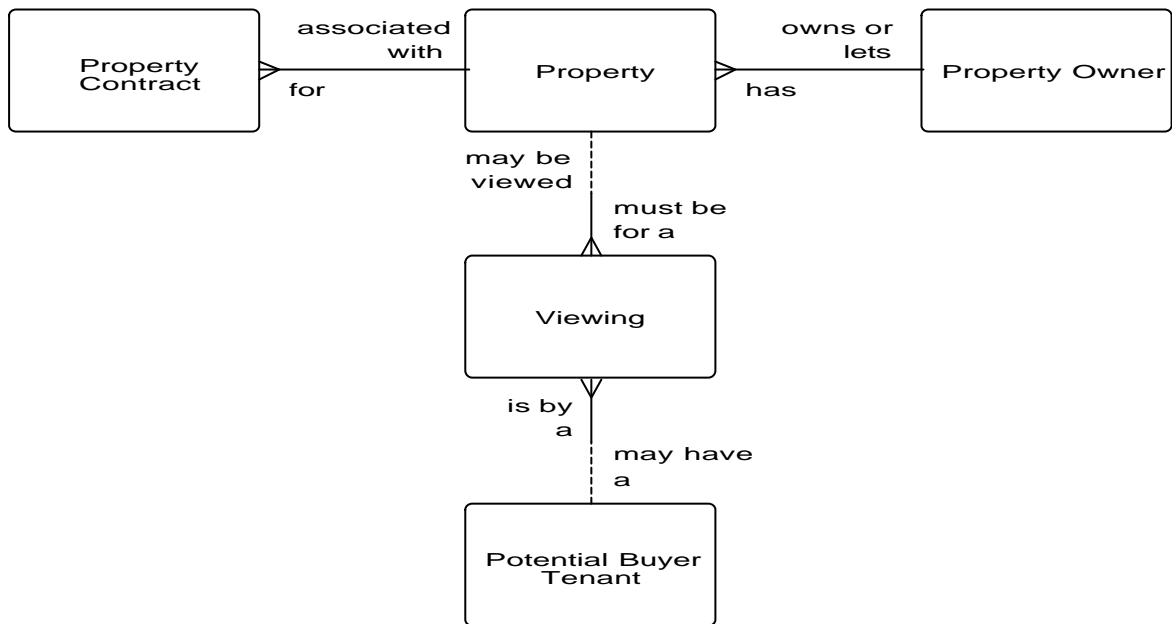 associated
with
owns or
lets
Property
Contract
Property
Property Owner
for
has
may be
viewed
must be
for a
Viewing
is by
a
may have
a
Potential Buyer
Tenant